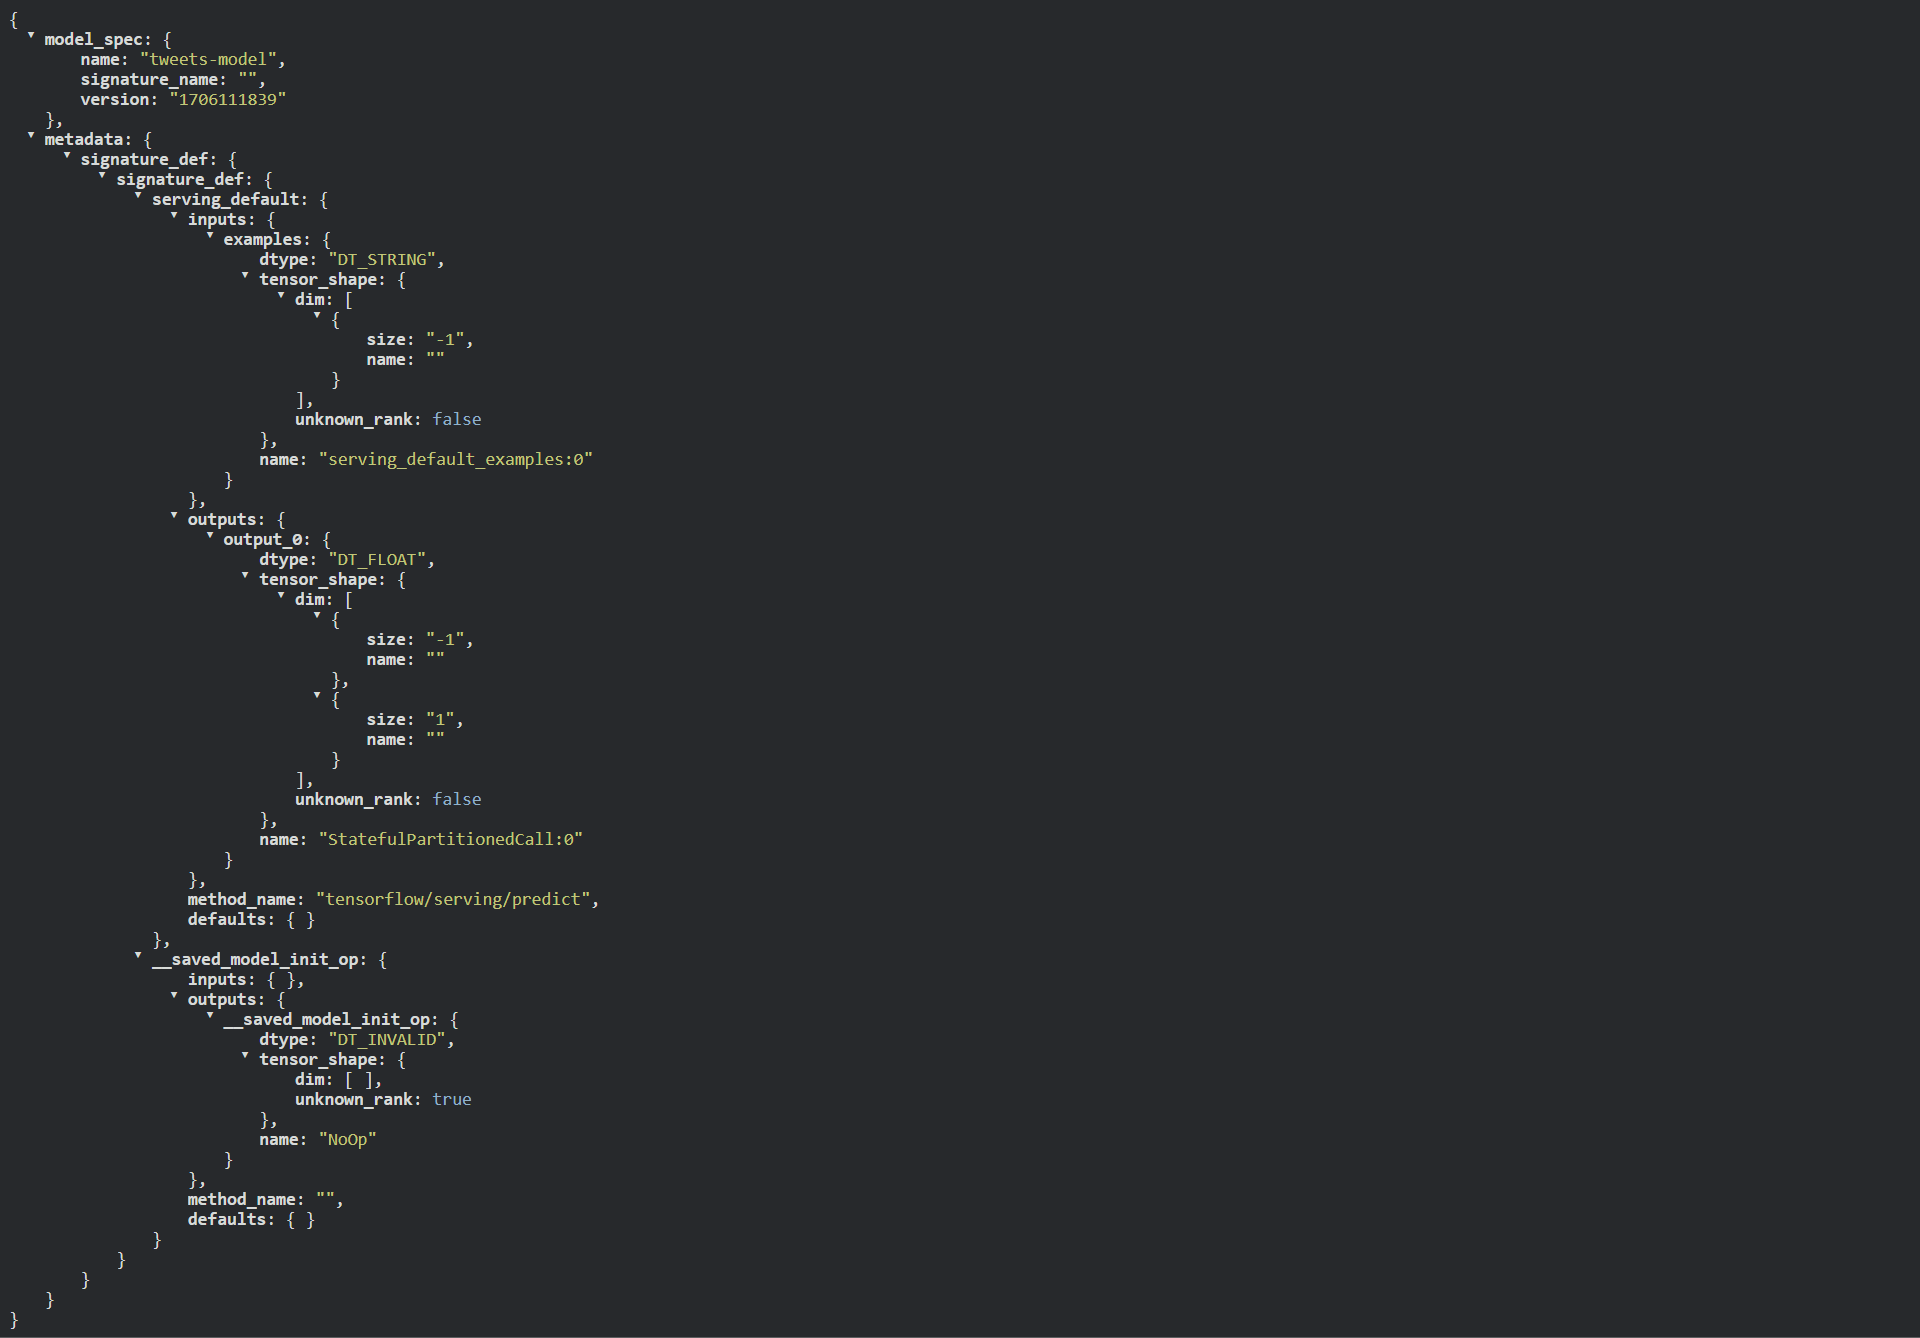 {
model_spec: {
name: "tweets-model",
signature_name: "",
version: "1706111839"
},
metadata: {
signature_def: {
signature_def: {
serving_default: {
inputs: {
examples: {
dtype: "DT_STRING",
tensor_shape: {
dim: [
{
size: "-1",
name: ""
}
],
unknown_rank: false
},
name: "serving_default_examples:0"
}
},
outputs: {
output_0: {
dtype: "DT_FLOAT",
tensor_shape: {
dim: [
{
size: "-1",
name: ""
},
{
size: "1",
name: ""
}
],
unknown_rank: false
},
name: "StatefulPartitionedCall:0"
}
},
method_name: "tensorflow/serving/predict",
defaults: { }
},
__saved_model_init_op: {
inputs: { },
outputs: {
__saved_model_init_op: {
dtype: "DT_INVALID",
tensor_shape: {
dim: [ ],
unknown_rank: true
},
name: "NoOp"
}
},
method_name: "",
defaults: { }
}
}
}
}
}